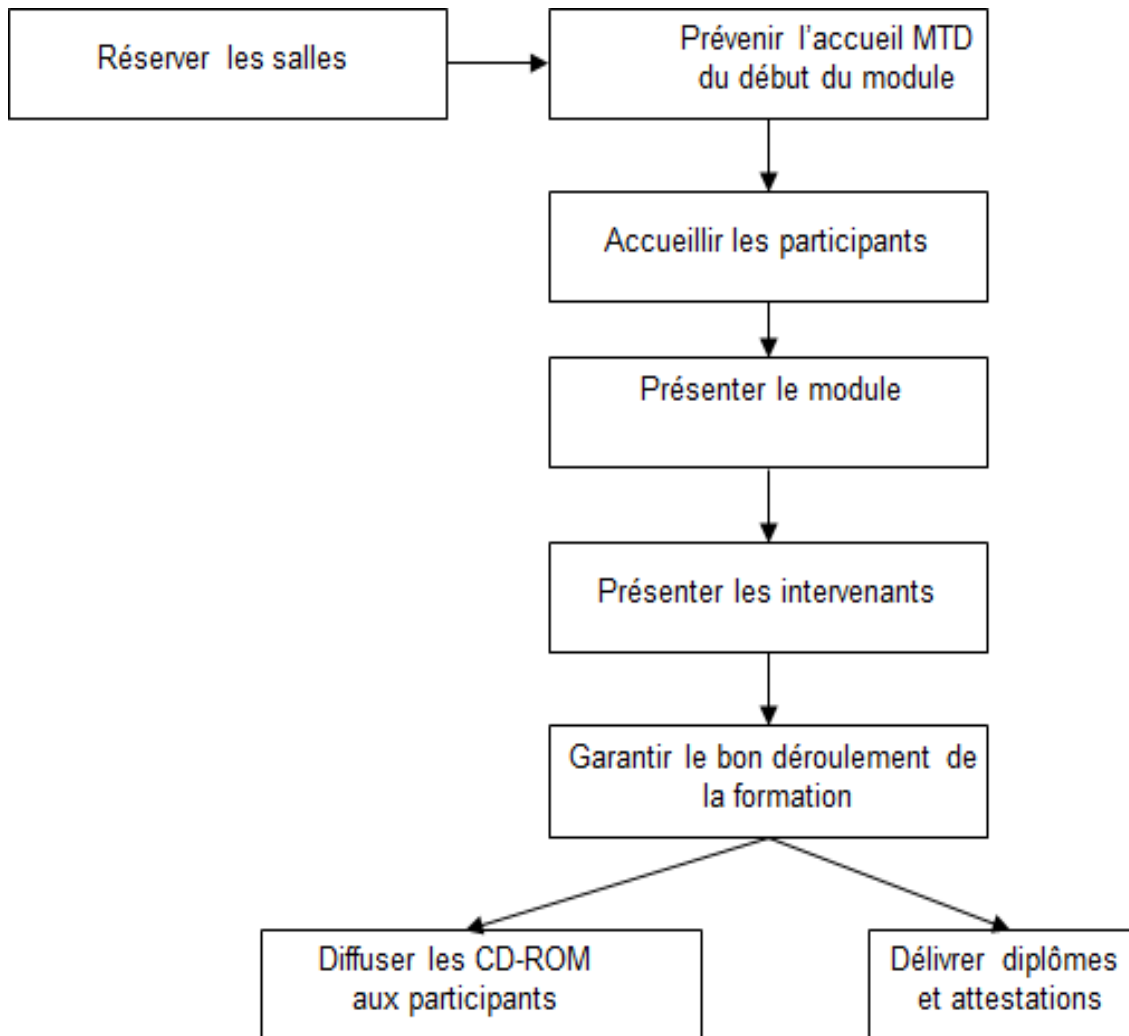 Réserver les salles
Prévenir l'accueil MTD
du début du module
Accueillir les participants
Présenter le module
Présenter les intervenants
Garantir le bon déroulement de
la formation
Diffuser les CD-ROM
aux participants
Délivrer diplômes
et attestations